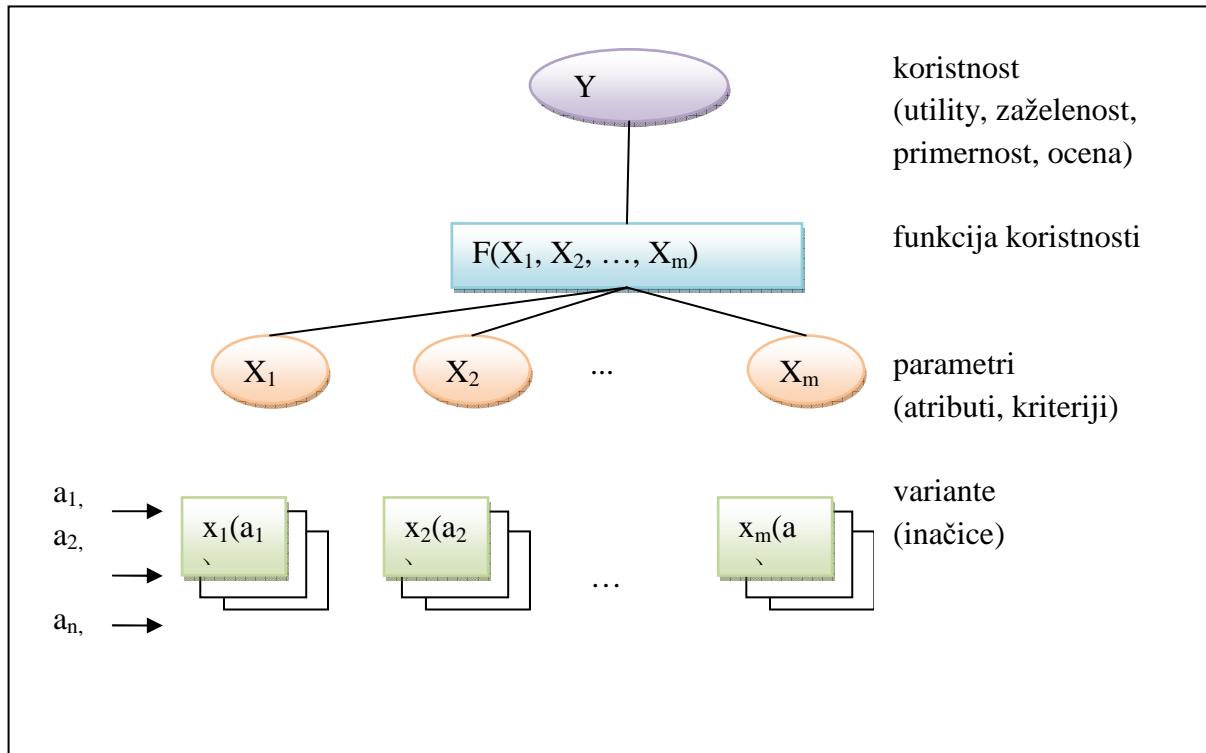 Y
koristnost
(utility, zaželenost,
primernost, ocena)
F(X₁, X₂, …, Xₘ)
funkcija koristnosti
X₁
X₂
...
Xₘ
parametri
(atributi, kriteriji)
a₁,
a₂,
aₙ,
x₁(a₁
x₂(a₂
…
xₘ(a
variante
(inačice)